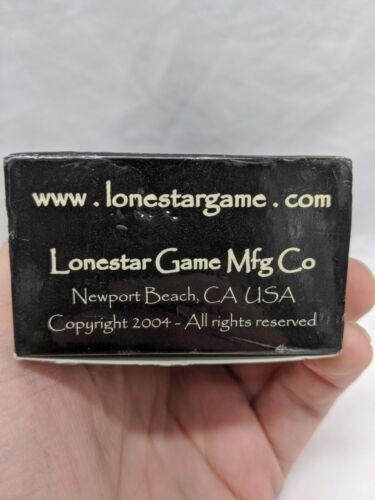 www . lonestargame . com
Lonestar Game Mfg Co
Newport Beach, CA USA
Copyright 2004 - All rights reserved